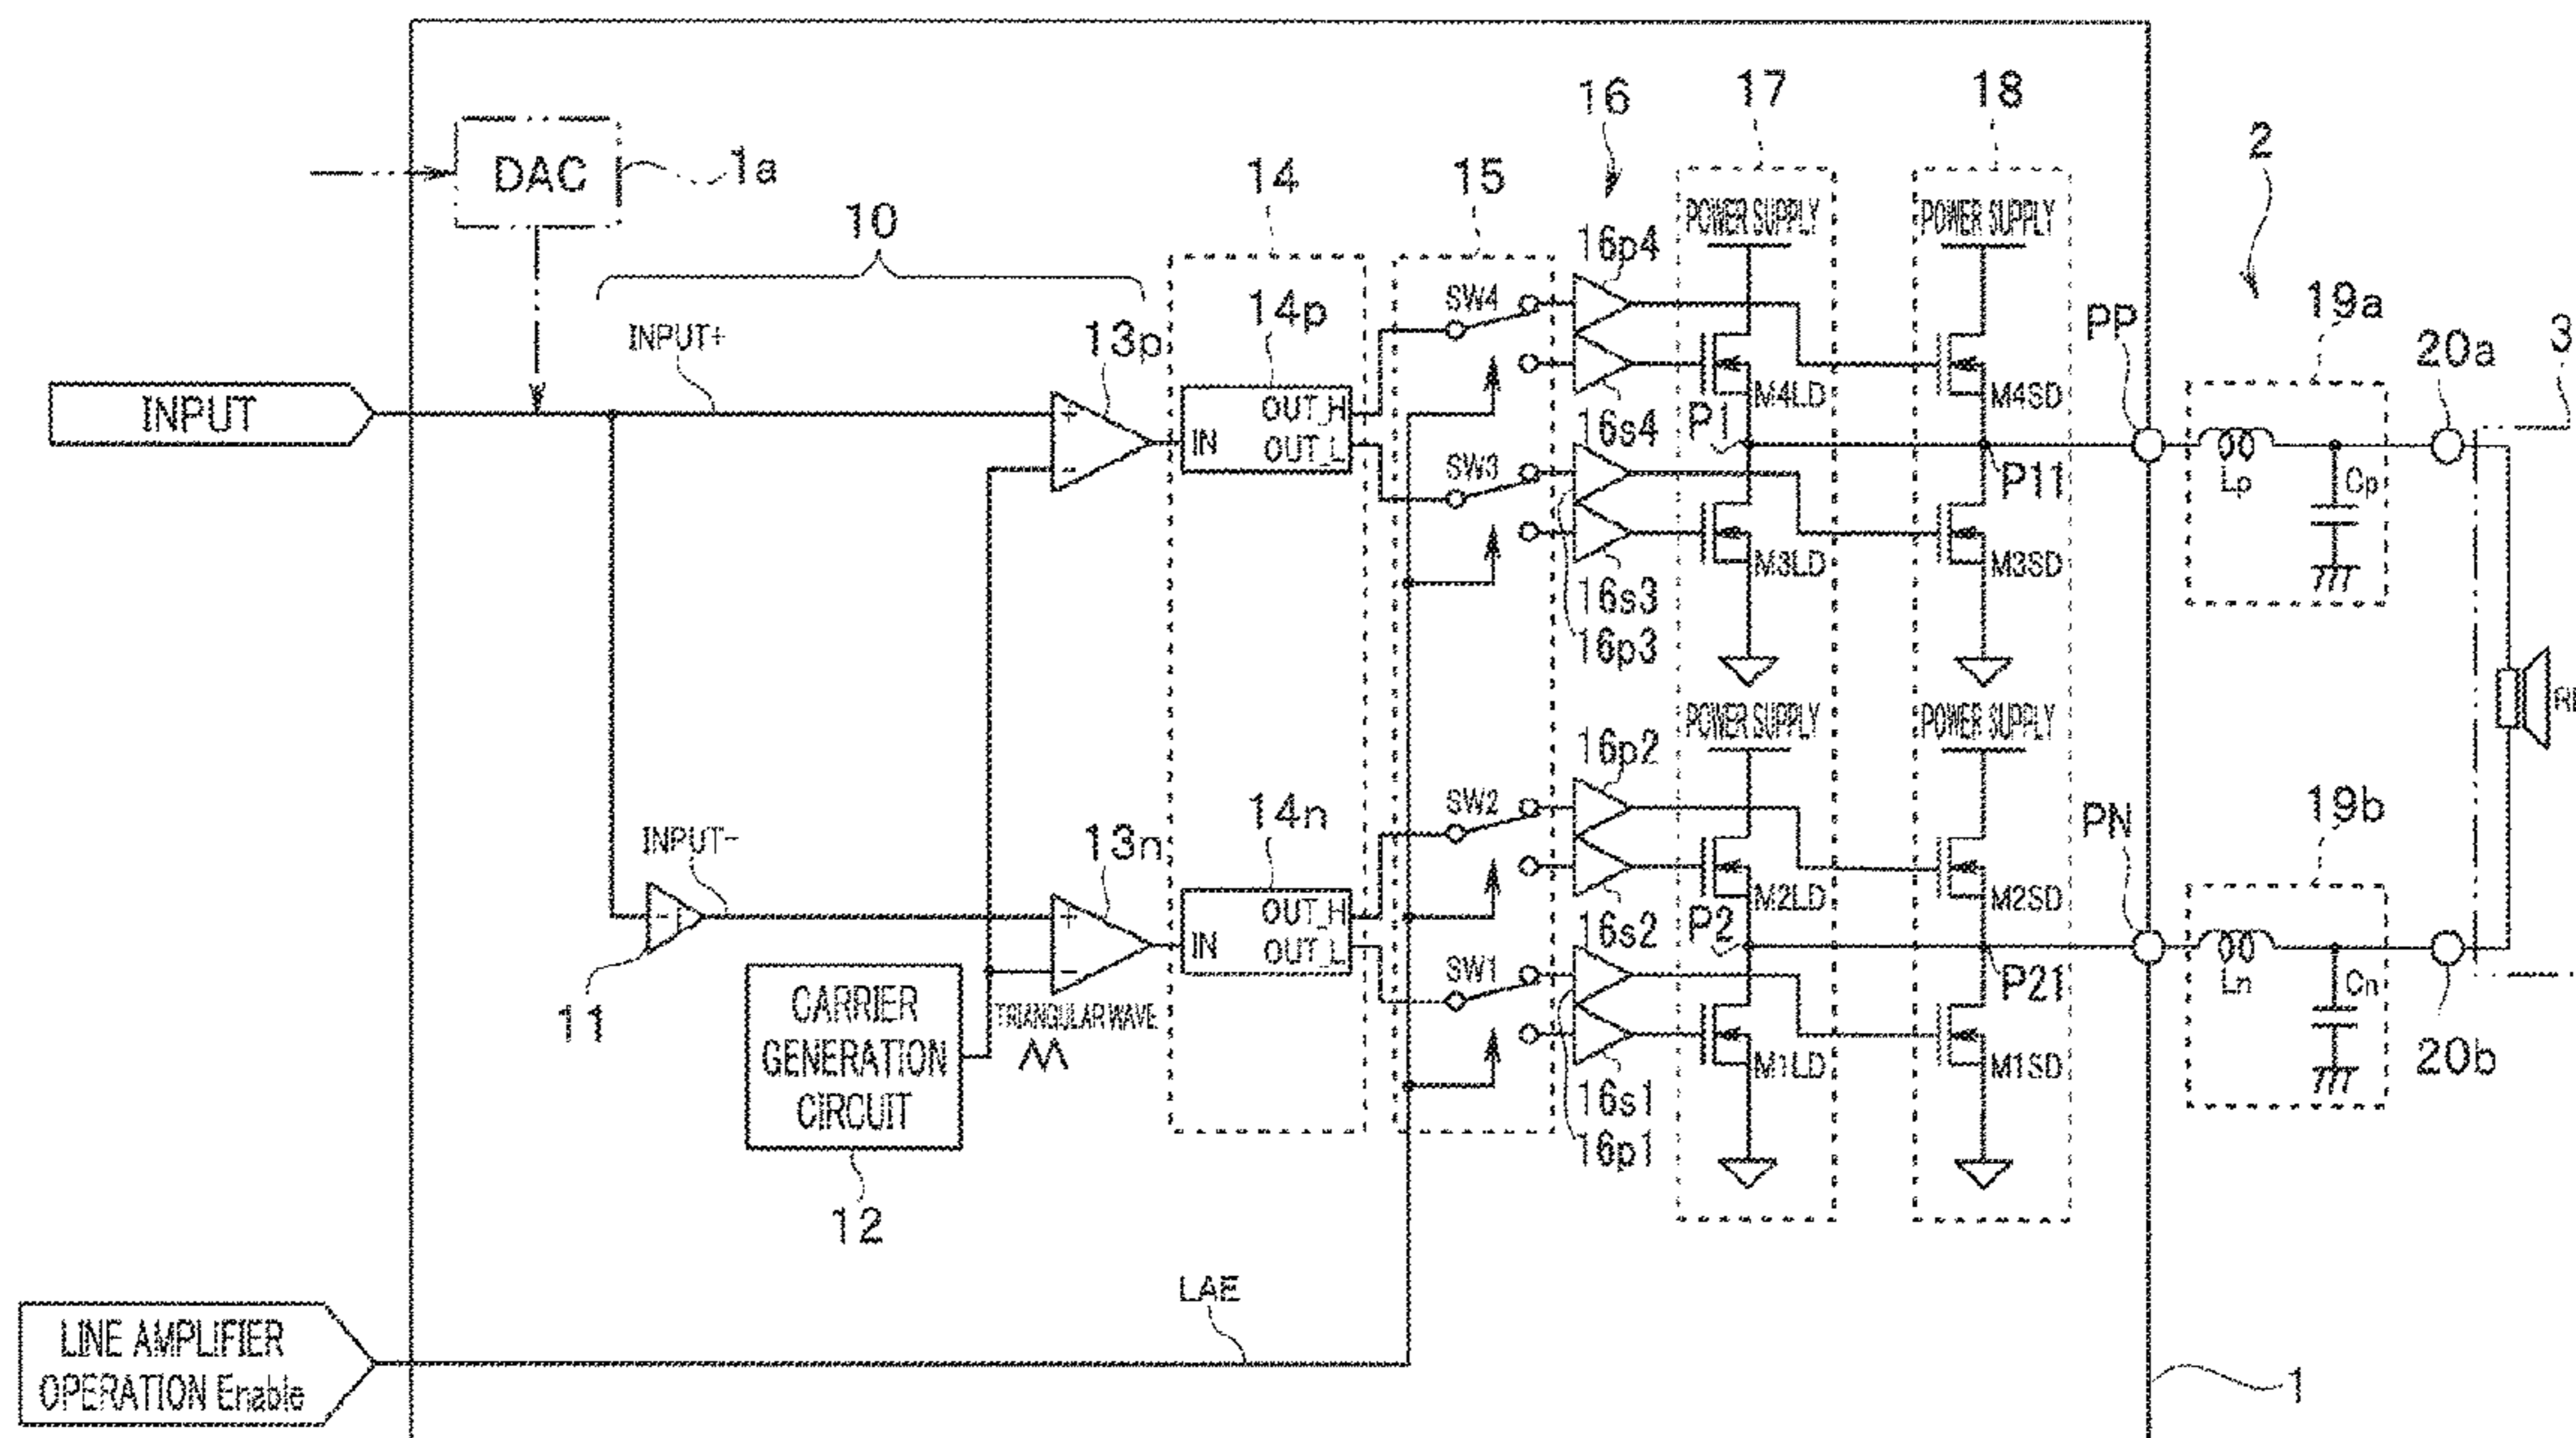 16
17
18
2
DAC
1a
14
15
10
POWER SUPPLY
POWER SUPPLY
16p4
19a
3
INPUT+
13p
14p
SW4
PP
20a
INPUT
+
-
IN
OUT_H
OUT_L
M4LD
M4SD
16s4
P1
SW3
P11
Lp
Cp
M3LD
M3SD
16s3
16p3
POWER SUPPLY
POWER SUPPLY
16p2
14n
SW2
PN
19b
INPUT-
13n
-
+
-
IN
OUT_H
OUT_L
M2LD
M2SD
16s2
P2
SW1
P21
Ln
Cn
11
CARRIER
GENERATION
CIRCUIT
TRIANGULAR WAVE
M1LD
M1SD
20b
16s1
16p1
12
LAE
LINE AMPLIFIER
OPERATION Enable
1